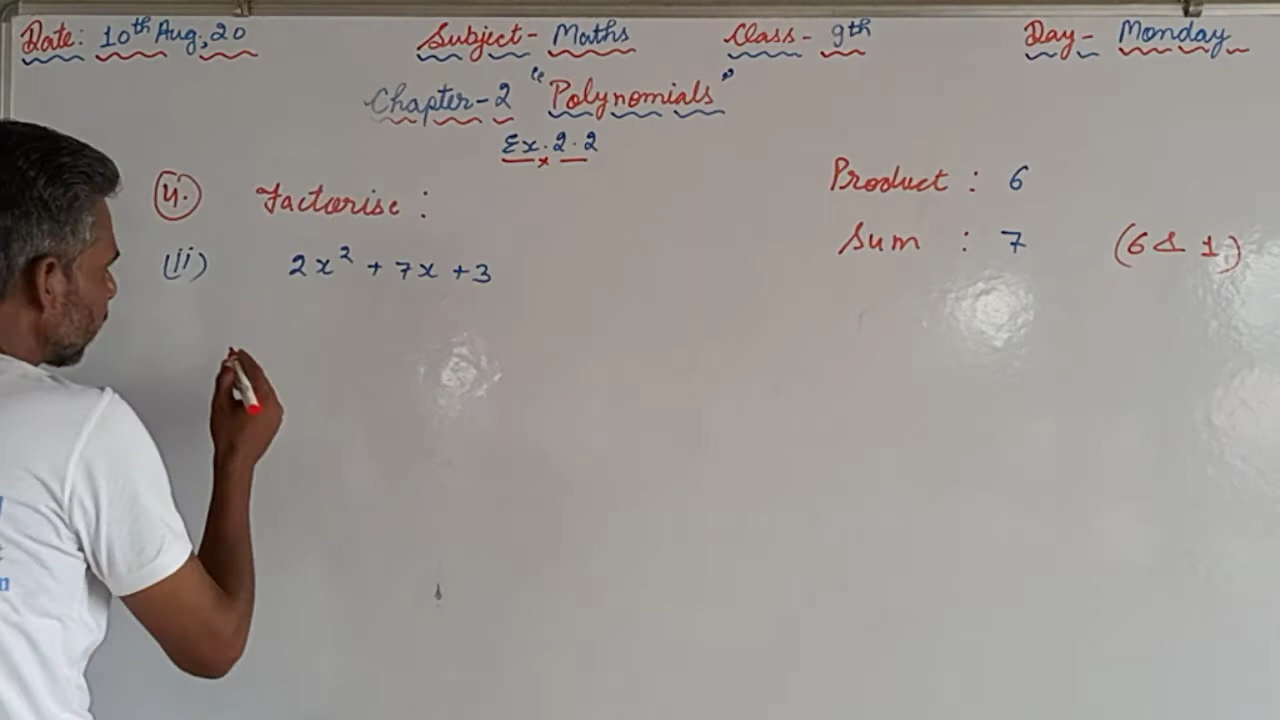 Date: 10th Aug, 20 Subject- Maths Class- 9th Day- Monday
Chapter-2 "Polynomials"
Ex.2.2
4. Factorise :
(ii) 2x² + 7x + 3
Product : 6
Sum : 7 (6 & 1)